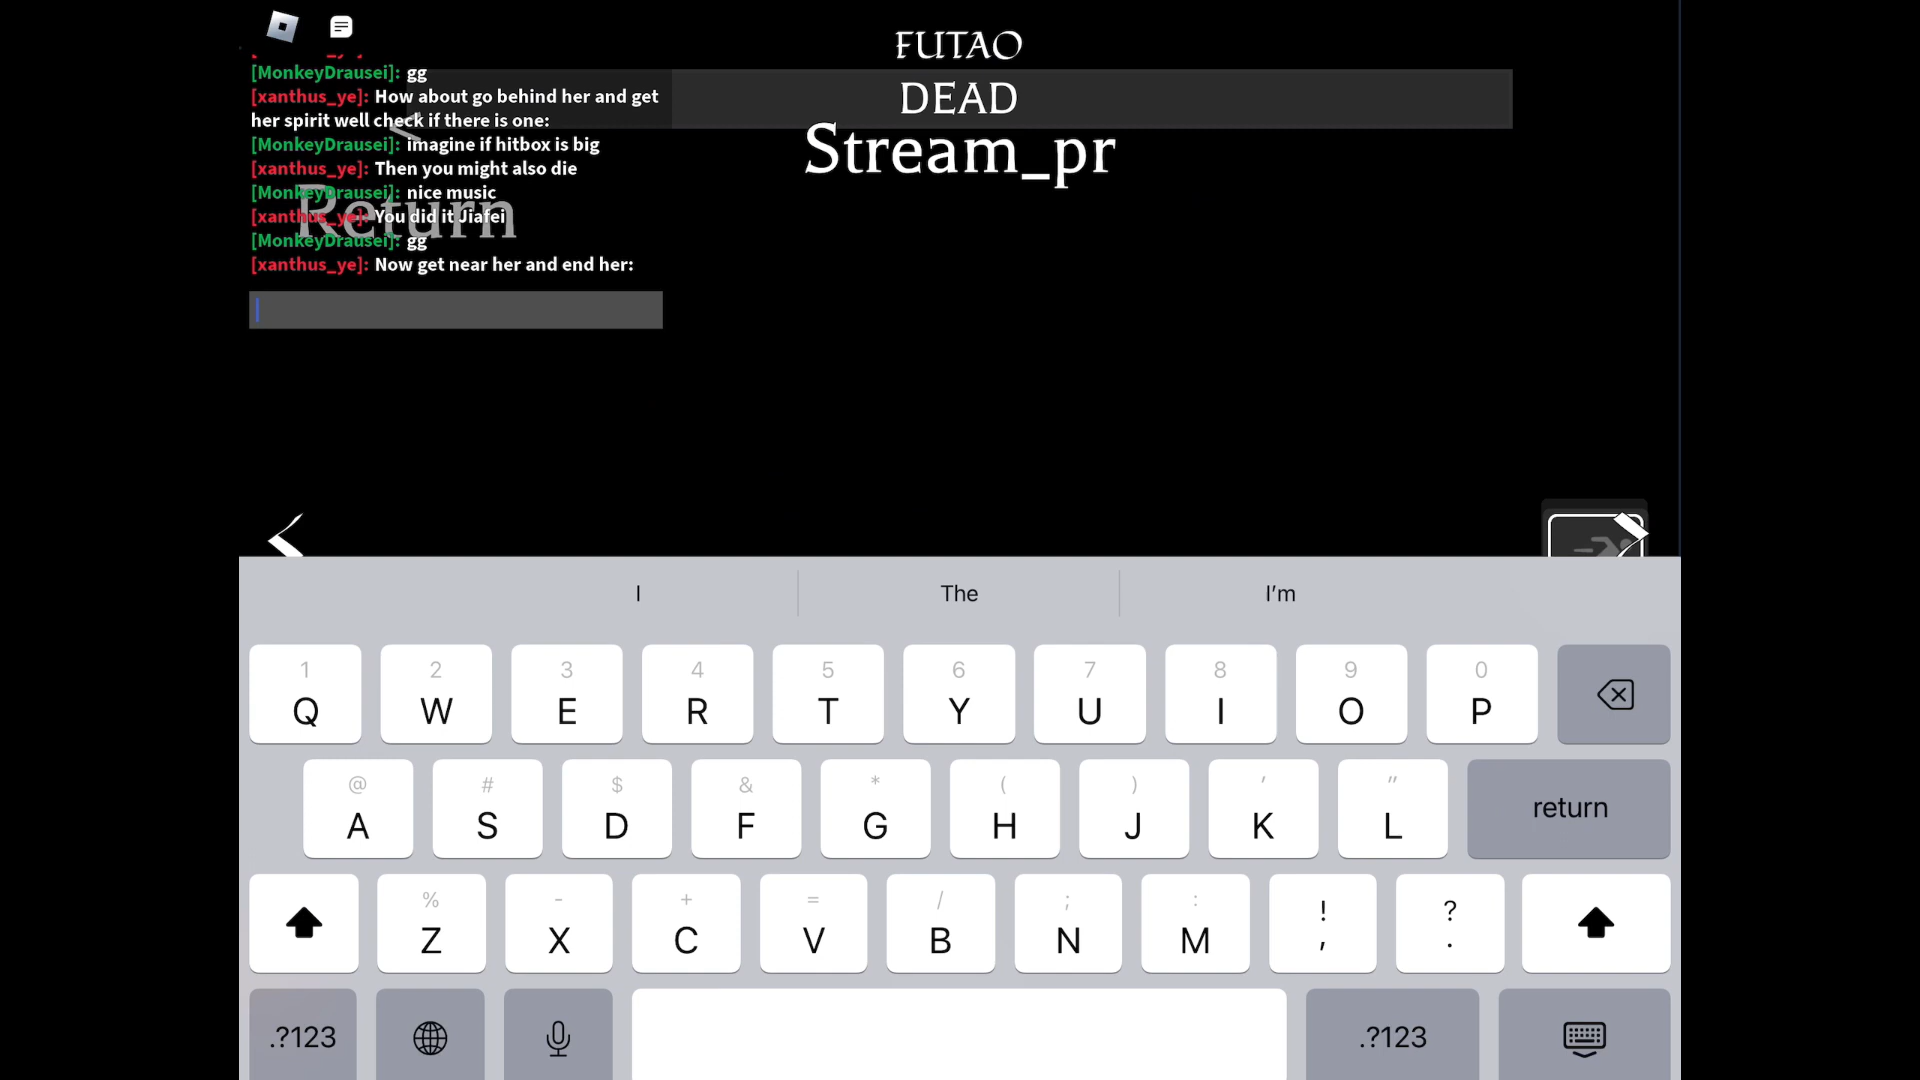 FUTAO
DEAD
Stream_pr
[MonkeyDrausei]: gg
[xanthus_ye]: How about go behind her and get
her spirit well check if there is one:
[MonkeyDrausei]: imagine if hitbox is big
[xanthus_ye]: Then you might also die
[MonkeyDrausei]: nice music
[xanthus_ye]: You did it Jiafei
[MonkeyDrausei]: gg
[xanthus_ye]: Now get near her and end her:
<
Return
I The I'm
1 2 3 4 5 6 7 8 9 0
Q W E R T Y U I O P
@ # $ & * ( ) ' "
A S D F G H J K L return
% - + = / ; : ! ?
Z X C V B N M , .
.?123 .?123